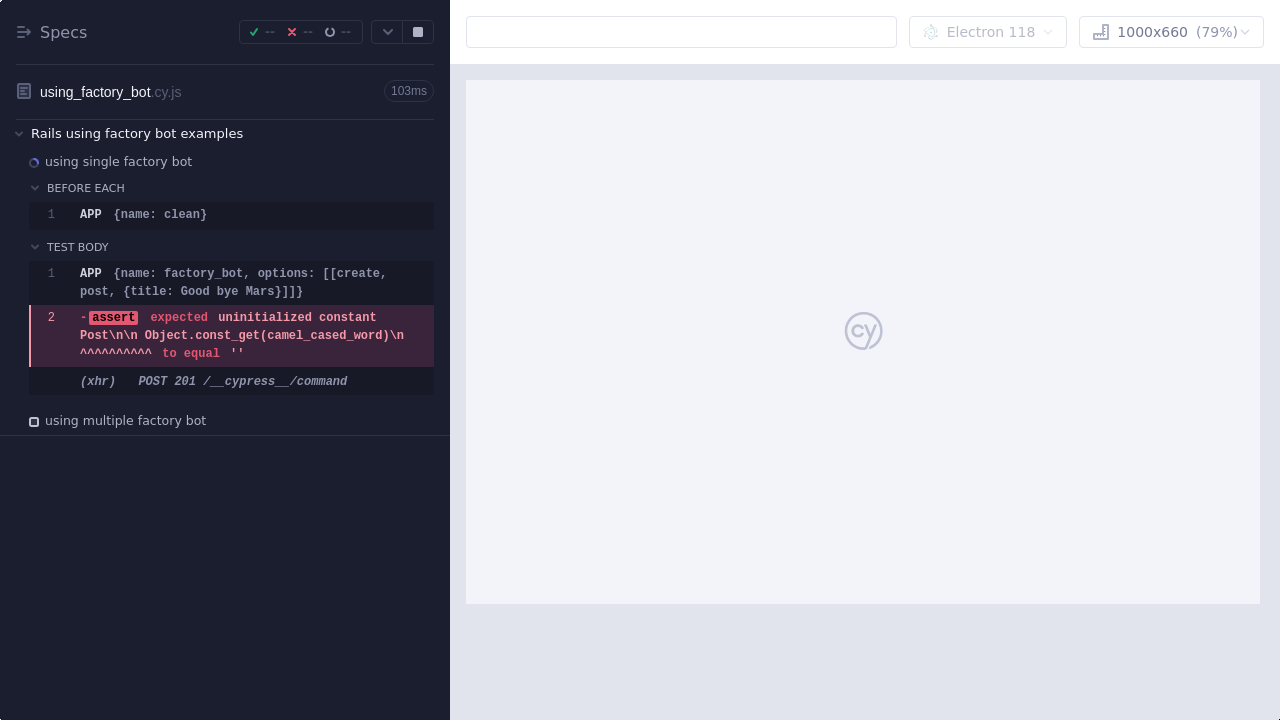 Specs
-- -- --
Electron 118
1000x660 (79%)
using_factory_bot.cy.js
103ms
Rails using factory bot examples
using single factory bot
BEFORE EACH
1 APP {name: clean}
TEST BODY
1 APP {name: factory_bot, options: [[create,
post, {title: Good bye Mars}]]}
2 -assert expected uninitialized constant
Post\n\n Object.const_get(camel_cased_word)\n
^^^^^^^^^^ to equal ''
(xhr) POST 201 /__cypress__/command
using multiple factory bot
cy